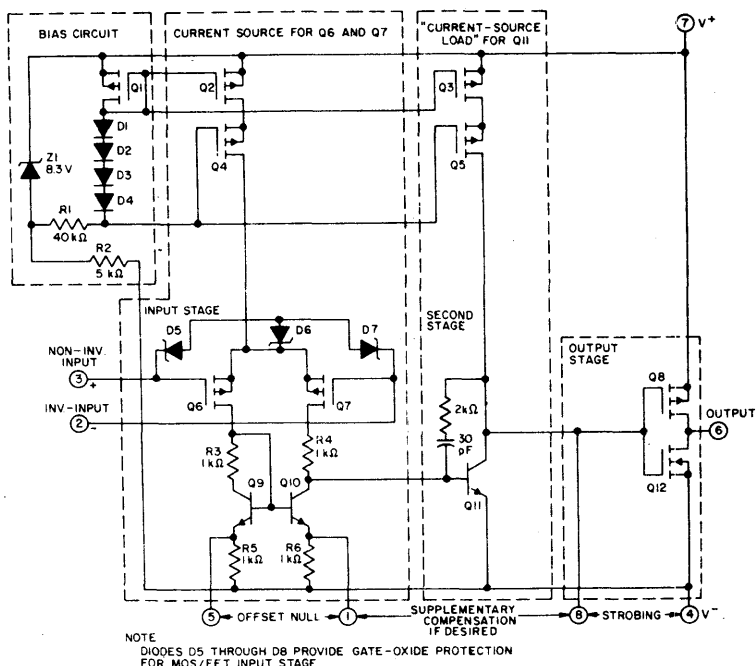 BIAS CIRCUIT
CURRENT SOURCE FOR Q6 AND Q7
"CURRENT-SOURCE
LOAD" FOR Q11
7
V+
Q1
Q2
Q3
D1
D2
D3
D4
Q4
Q5
Z1
8.3 V
R1
40 kΩ
R2
5 kΩ
INPUT STAGE
D5
D6
D7
SECOND
STAGE
OUTPUT
STAGE
NON-INV.
INPUT
3
+
INV-INPUT
2
-
Q6
Q7
Q8
OUTPUT
6
2kΩ
30
pF
R3
1 kΩ
R4
1 kΩ
Q9
Q10
Q11
Q12
R5
1kΩ
R6
1kΩ
5
OFFSET NULL
1
SUPPLEMENTARY
COMPENSATION
IF DESIRED
8
STROBING
4
V-
NOTE
DIODES D5 THROUGH D8 PROVIDE GATE-OXIDE PROTECTION
FOR MOS/FET INPUT STAGE